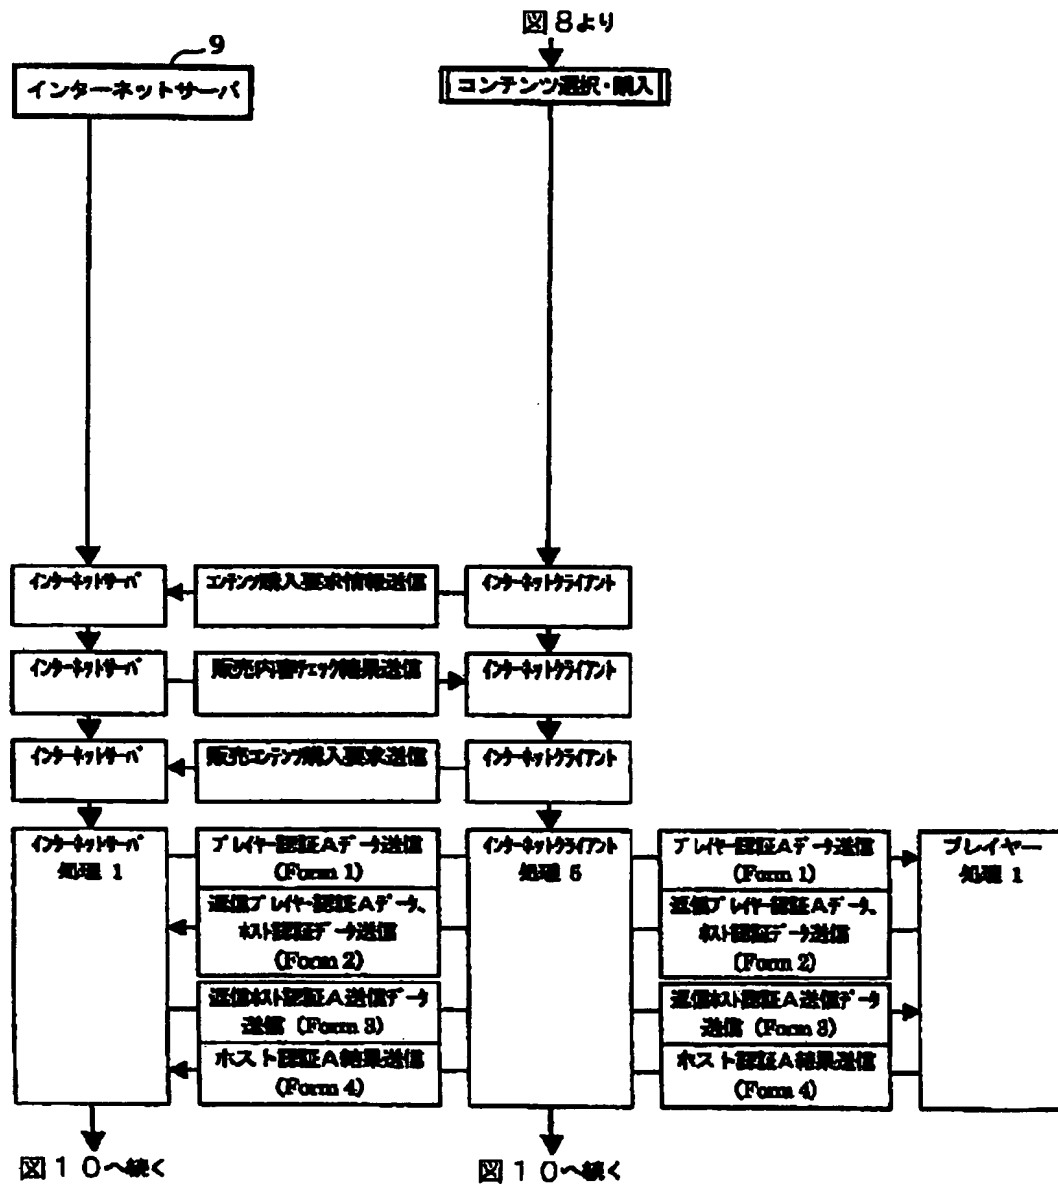 図8より
9
インターネットサーバ
コンテンツ選択・購入
インターネットサーバ
コンテンツ購入要求情報送信
インターネットクライアント
インターネットサーバ
販売内容チェック結果送信
インターネットクライアント
インターネットサーバ
販売コンテンツ購入要求送信
インターネットクライアント
インターネットサーバ
処理 1
プレイヤー認証Aデータ送信
(Form 1)
返信プレイヤー認証Aデータ、
ホスト認証データ送信
(Form 2)
返信ホスト認証A送信データ
送信 (Form 3)
ホスト認証A結果送信
(Form 4)
インターネットクライアント
処理 5
プレイヤー認証Aデータ送信
(Form 1)
返信プレイヤー認証Aデータ、
ホスト認証データ送信
(Form 2)
返信ホスト認証A送信データ
送信 (Form 3)
ホスト認証A結果送信
(Form 4)
プレイヤー
処理 1
図10へ続く
図10へ続く